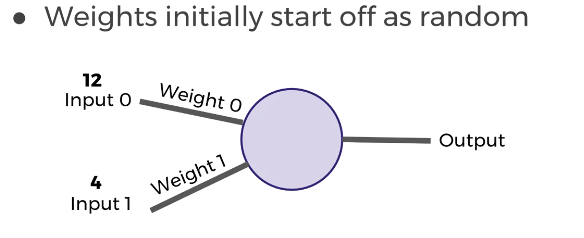 ● Weights initially start off as random
12
Input 0
Weight 0
Output
4
Input 1
Weight 1